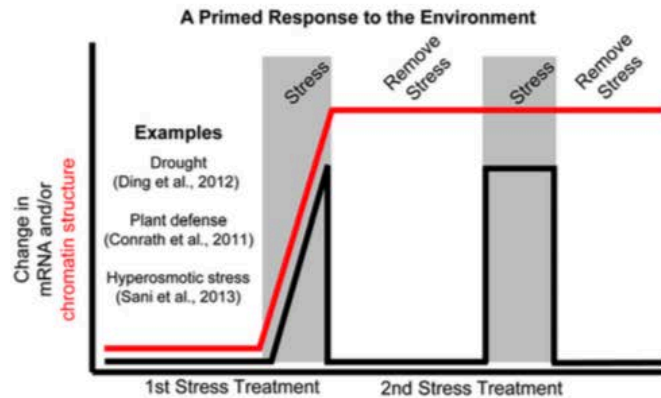 A Primed Response to the Environment
Stress
Remove
Stress
Stress
Remove
Stress
Examples
Drought
(Ding et al., 2012)
Plant defense
(Conrath et al., 2011)
Hyperosmotic stress
(Sani et al., 2013)
Change in
mRNA and/or
chromatin structure
1st Stress Treatment
2nd Stress Treatment